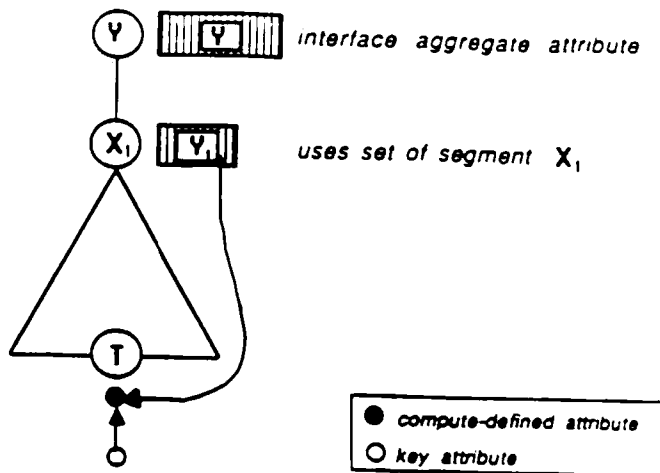 Y Y interface aggregate attribute
X₁ Y₁ uses set of segment X₁
T
compute-defined attribute
key attribute